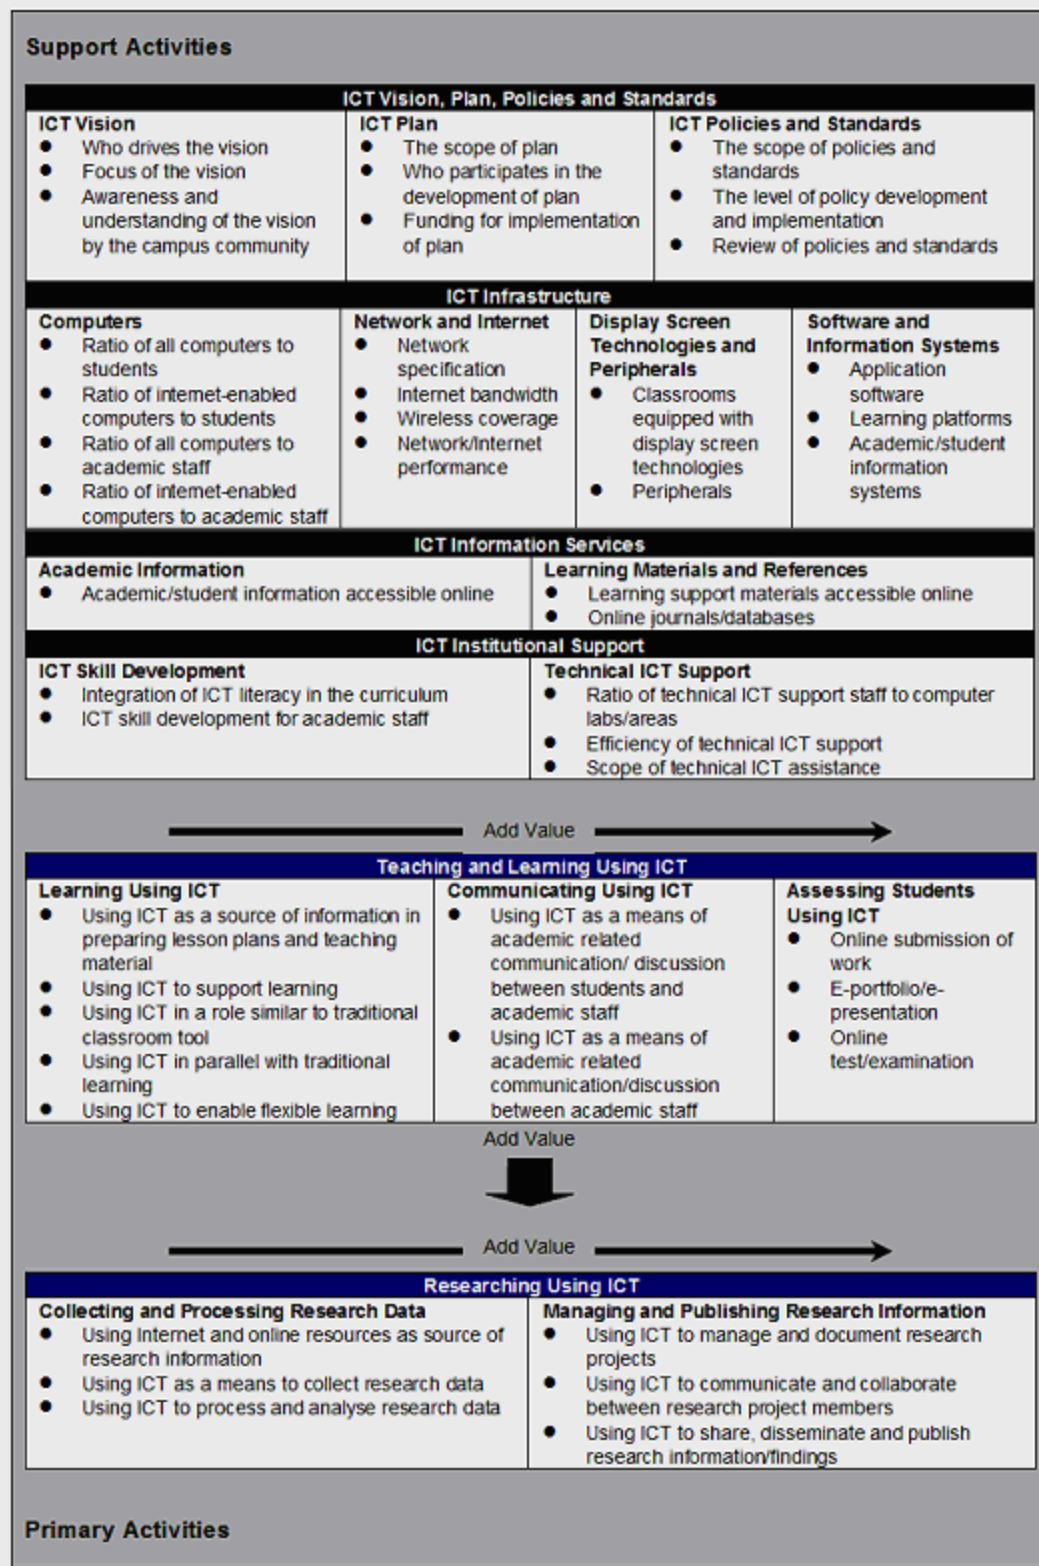 Support Activities
ICT Vision, Plan, Policies and Standards
ICT Vision
● Who drives the vision
● Focus of the vision
● Awareness and
understanding of the vision
by the campus community
ICT Plan
● The scope of plan
● Who participates in the
development of plan
● Funding for implementation
of plan
ICT Policies and Standards
● The scope of policies and
standards
● The level of policy development
and implementation
● Review of policies and standards
ICT Infrastructure
Computers
● Ratio of all computers to
students
● Ratio of internet-enabled
computers to students
● Ratio of all computers to
academic staff
● Ratio of internet-enabled
computers to academic staff
Network and Internet
● Network
specification
● Internet bandwidth
● Wireless coverage
● Network/Internet
performance
Display Screen
Technologies and
Peripherals
● Classrooms
equipped with
display screen
technologies
● Peripherals
Software and
Information Systems
● Application
software
● Learning platforms
● Academic/student
information
systems
ICT Information Services
Academic Information
● Academic/student information accessible online
Learning Materials and References
● Learning support materials accessible online
● Online journals/databases
ICT Institutional Support
ICT Skill Development
● Integration of ICT literacy in the curriculum
● ICT skill development for academic staff
Technical ICT Support
● Ratio of technical ICT support staff to computer
labs/areas
● Efficiency of technical ICT support
● Scope of technical ICT assistance
Add Value
Teaching and Learning Using ICT
Learning Using ICT
● Using ICT as a source of information in
preparing lesson plans and teaching
material
● Using ICT to support learning
● Using ICT in a role similar to traditional
classroom tool
● Using ICT in parallel with traditional
learning
● Using ICT to enable flexible learning
Communicating Using ICT
● Using ICT as a means of
academic related
communication/ discussion
between students and
academic staff
● Using ICT as a means of
academic related
communication/discussion
between academic staff
Assessing Students
Using ICT
● Online submission of
work
● E-portfolio/e-
presentation
● Online
test/examination
Add Value
Add Value
Researching Using ICT
Collecting and Processing Research Data
● Using Internet and online resources as source of
research information
● Using ICT as a means to collect research data
● Using ICT to process and analyse research data
Managing and Publishing Research Information
● Using ICT to manage and document research
projects
● Using ICT to communicate and collaborate
between research project members
● Using ICT to share, disseminate and publish
research information/findings
Primary Activities